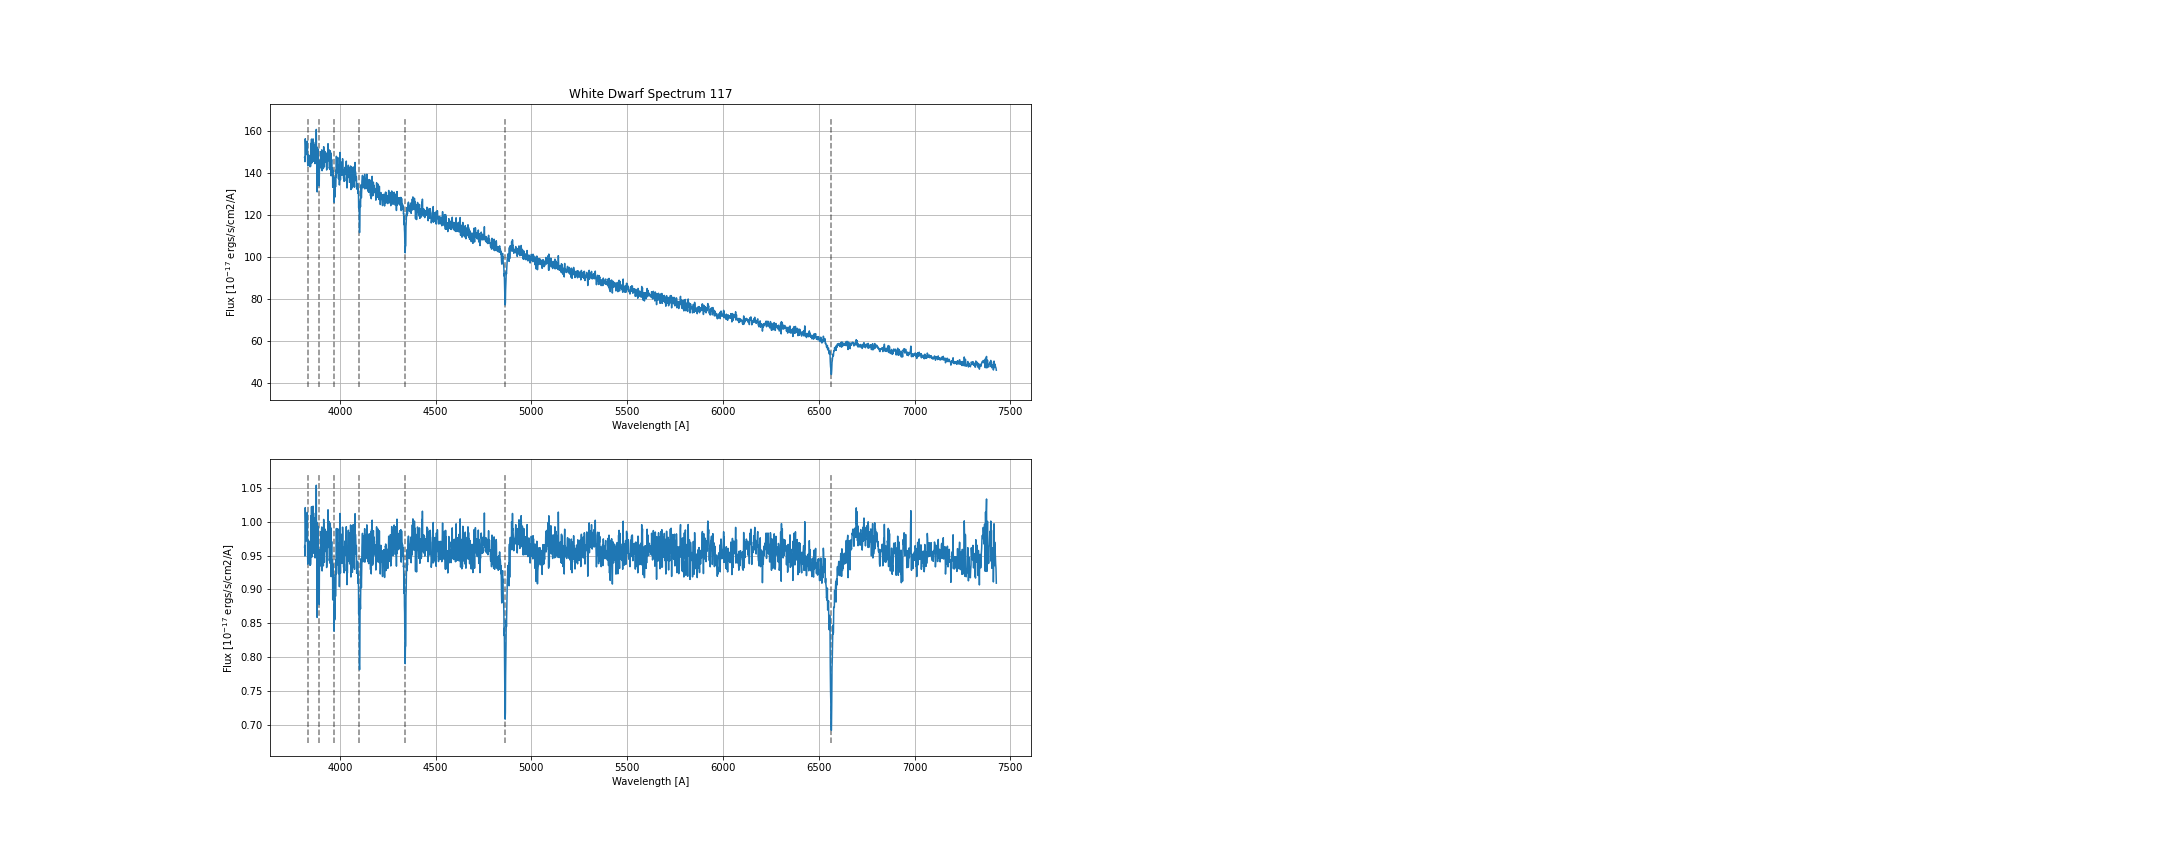 White Dwarf Spectrum 117
Flux [10⁻¹⁷ ergs/s/cm2/A]
160
140
120
100
80
60
40
4000 4500 5000 5500 6000 6500 7000 7500
Wavelength [A]
Flux [10⁻¹⁷ ergs/s/cm2/A]
1.05
1.00
0.95
0.90
0.85
0.80
0.75
0.70
4000 4500 5000 5500 6000 6500 7000 7500
Wavelength [A]